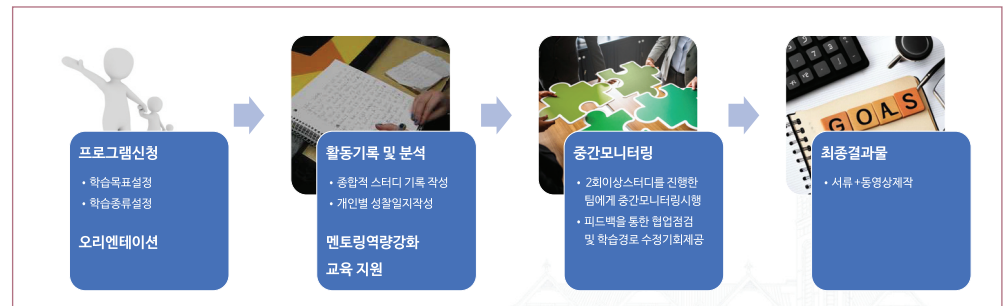 프로그램신청
• 학습목표설정
• 학습종류설정
오리엔테이션
활동기록 및 분석
• 종합적 스터디 기록 작성
• 개인별 성찰일지작성
멘토링역량강화
교육 지원
중간모니터링
• 2회이상스터디를 진행한
팀에게 중간모니터링시행
• 피드백을 통한 협업점검
및 학습경로 수정기회제공
GOALS
최종결과물
• 서류+동영상제작